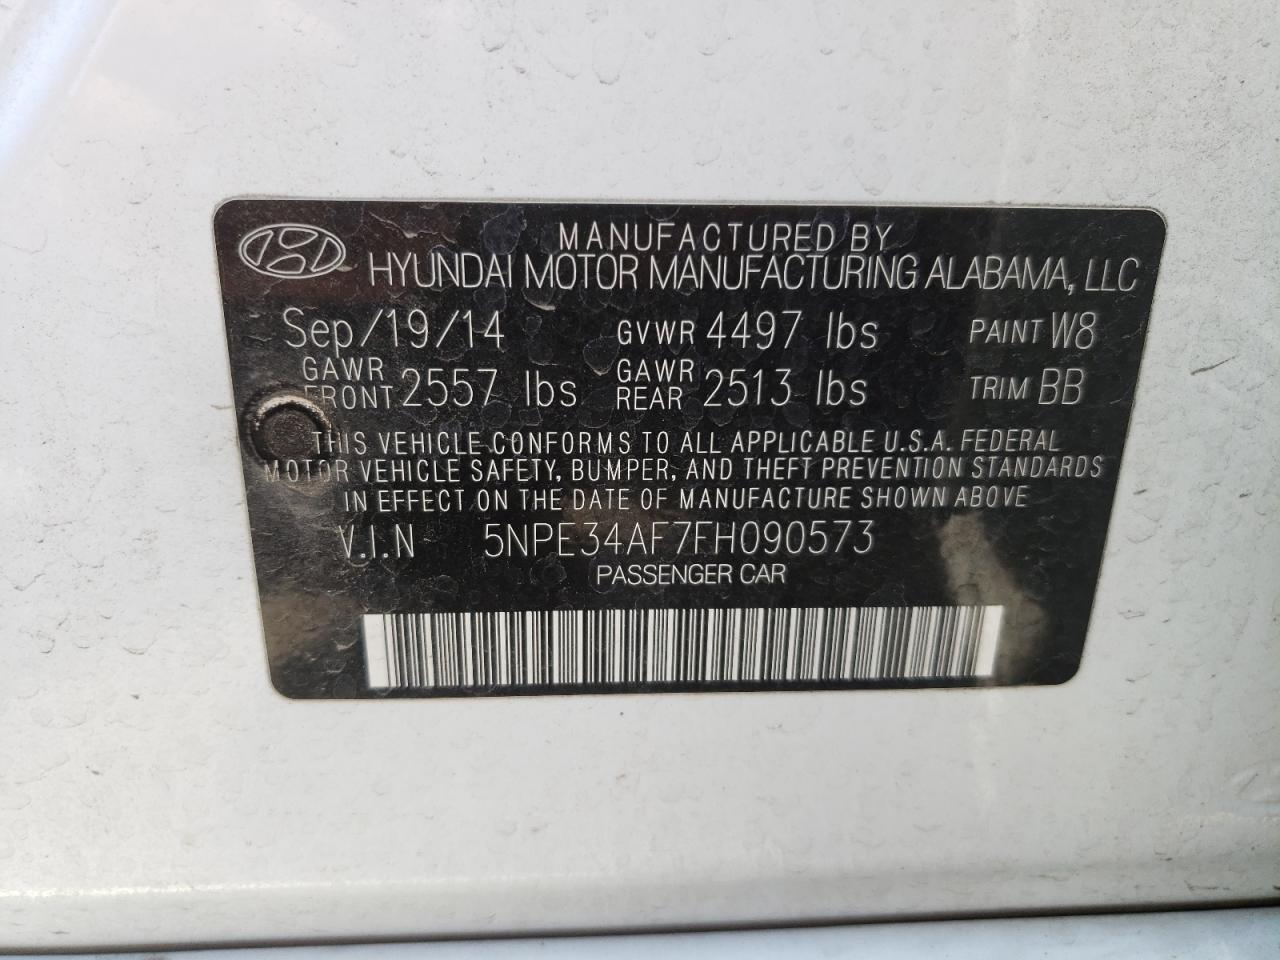 MANUFACTURED BY
HYUNDAI MOTOR MANUFACTURING ALABAMA, LLC
Sep/19/14 GVWR 4497 lbs PAINT W8
GAWR FRONT 2557 lbs GAWR REAR 2513 lbs TRIM BB
THIS VEHICLE CONFORMS TO ALL APPLICABLE U.S.A. FEDERAL
MOTOR VEHICLE SAFETY, BUMPER, AND THEFT PREVENTION STANDARDS
IN EFFECT ON THE DATE OF MANUFACTURE SHOWN ABOVE
V.I.N 5NPE34AF7FH090573
PASSENGER CAR